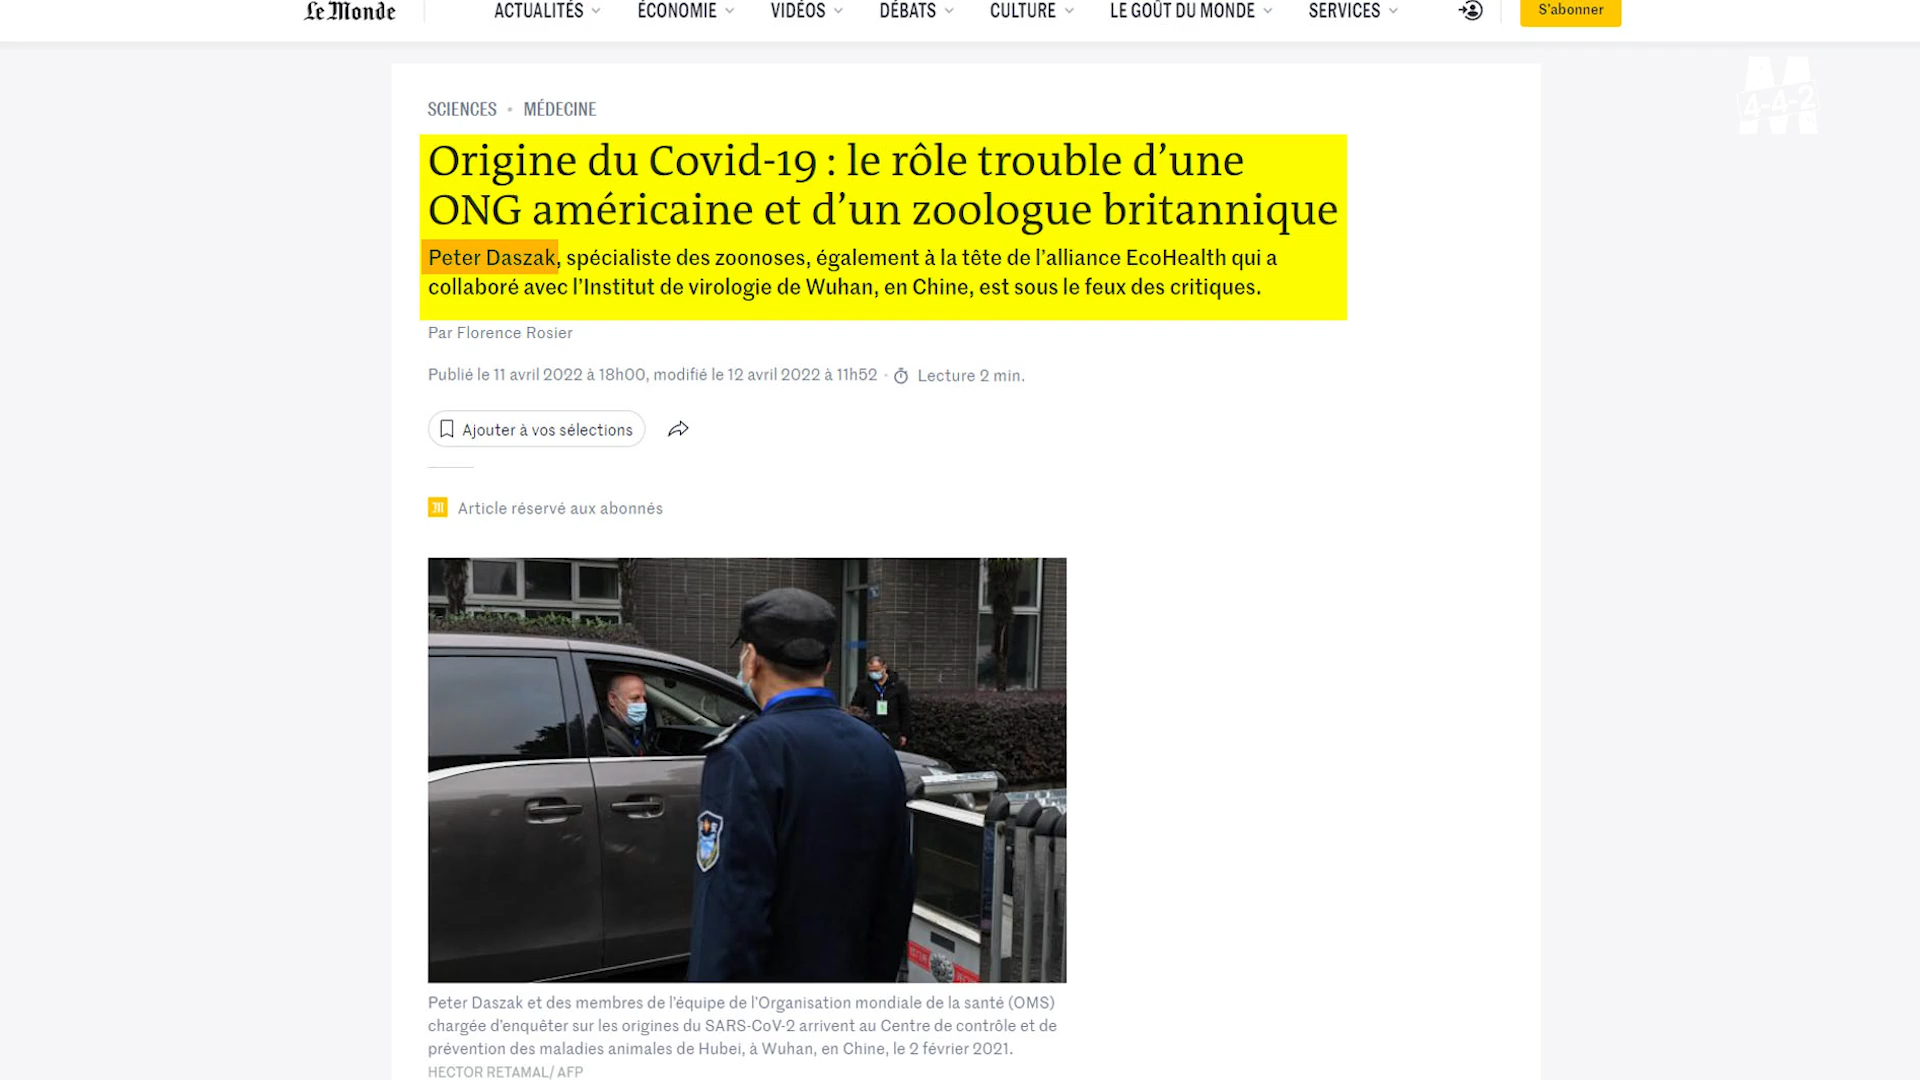 Le Monde
ACTUALITÉS
ÉCONOMIE
VIDÉOS
DÉBATS
CULTURE
LE GOÛT DU MONDE
SERVICES
S'abonner
4-4-2
SCIENCES • MÉDECINE
Origine du Covid-19 : le rôle trouble d’une
ONG américaine et d’un zoologue britannique
Peter Daszak, spécialiste des zoonoses, également à la tête de l’alliance EcoHealth qui a
collaboré avec l’Institut de virologie de Wuhan, en Chine, est sous le feux des critiques.
Par Florence Rosier
Publié le 11 avril 2022 à 18h00, modifié le 12 avril 2022 à 11h52 • Lecture 2 min.
Ajouter à vos sélections
Article réservé aux abonnés
Peter Daszak et des membres de l’équipe de l’Organisation mondiale de la santé (OMS)
chargée d’enquêter sur les origines du SARS-CoV-2 arrivent au Centre de contrôle et de
prévention des maladies animales de Hubei, à Wuhan, en Chine, le 2 février 2021.
HECTOR RETAMAL/ AFP